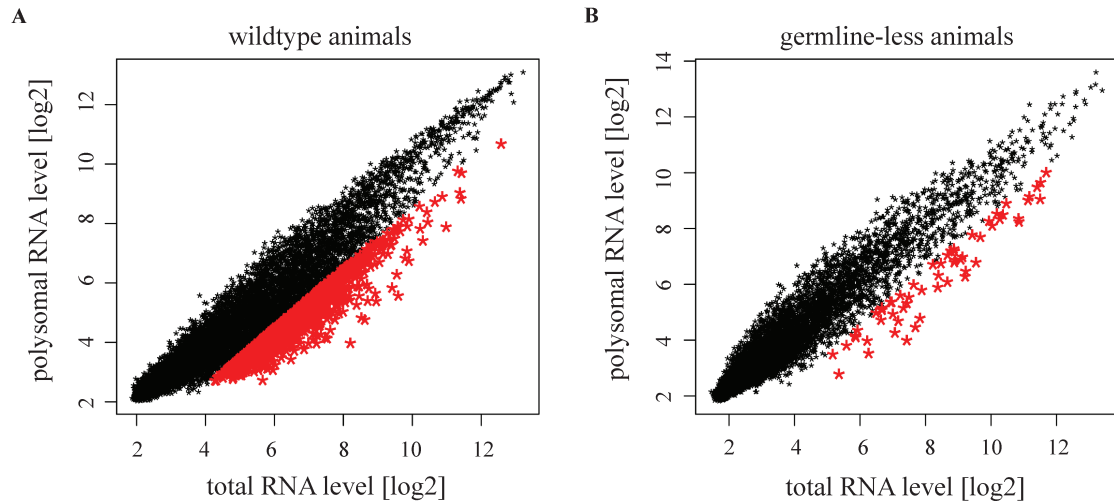 A
wildtype animals
polysomal RNA level [log2]
12
10
8
6
4
2
2 4 6 8 10 12
total RNA level [log2]
B
germline-less animals
polysomal RNA level [log2]
14
12
10
8
6
4
2
2 4 6 8 10 12
total RNA level [log2]